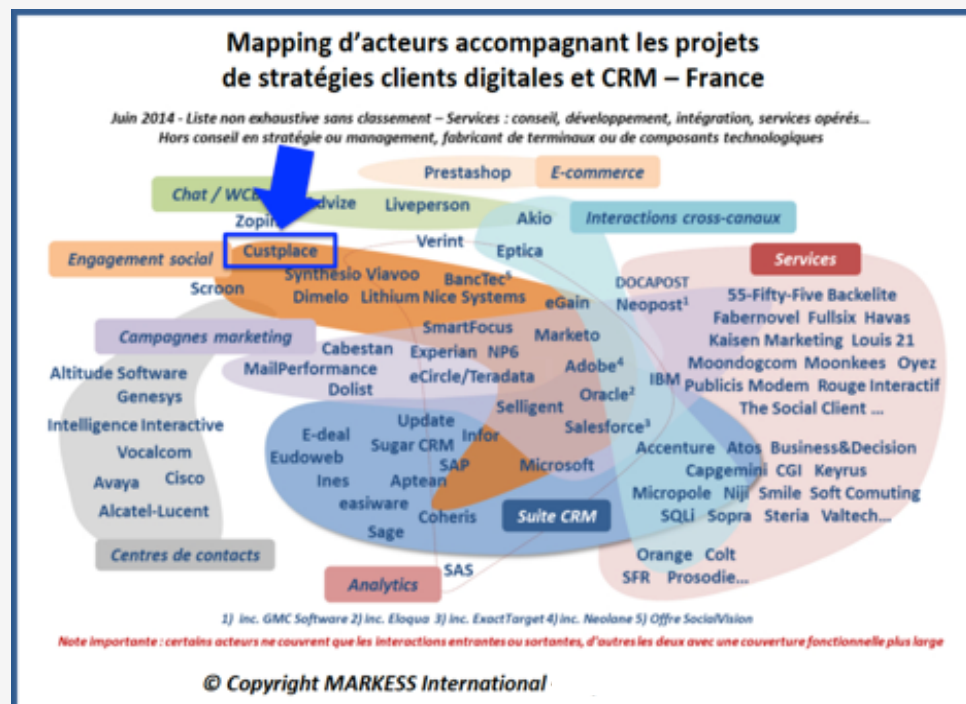 Mapping d'acteurs accompagnant les projets
de stratégies clients digitales et CRM – France
Juin 2014 - Liste non exhaustive sans classement – Services : conseil, développement, intégration, services opérés...
Hors conseil en stratégie ou management, fabricant de terminaux ou de composants technologiques
Prestashop E-commerce
Chat / WCB
Liveperson
Akio Interactions cross-canaux
Verint
Custplace Eptica
Engagement social Services
Synthesio Viavoo BancTec5 DOCAPOST
Scroon Dimelo Lithium Nice Systems eGain Neopost1 55-Fifty-Five Backelite
Fabernovel Fullsix Havas
Campagnes marketing SmartFocus Marketo Kaisen Marketing Louis 21
Cabestan Experian NP6
MailPerformance Adobe4 Moondogcom Moonkees Oyez
Altitude Software eCircle/Teradata IBM Publicis Modem Rouge Interactif
Genesys Dolist Oracle2
Selligent The Social Client ...
Intelligence Interactive Update Salesforce3
E-deal Sugar CRM Infor Accenture Atos Business&Decision
Vocalcom Eudoweb SAP Microsoft Capgemini CGI Keyrus
Avaya Cisco Ines Aptean
easiware Micropole Niji Smile Soft Comuting
Alcatel-Lucent Coheris Suite CRM SQLi Sopra Steria Valtech...
Sage
Centres de contacts Orange Colt
SAS SFR Prosodie...
Analytics
1) inc. GMC Software 2) inc. Eloqua 3) inc. ExactTarget 4) inc. Neolane 5) Offre SocialVision
Note importante : certains acteurs ne couvrent que les interactions entrantes ou sortantes, d'autres les deux avec une couverture fonctionnelle plus large
© Copyright MARKESS International